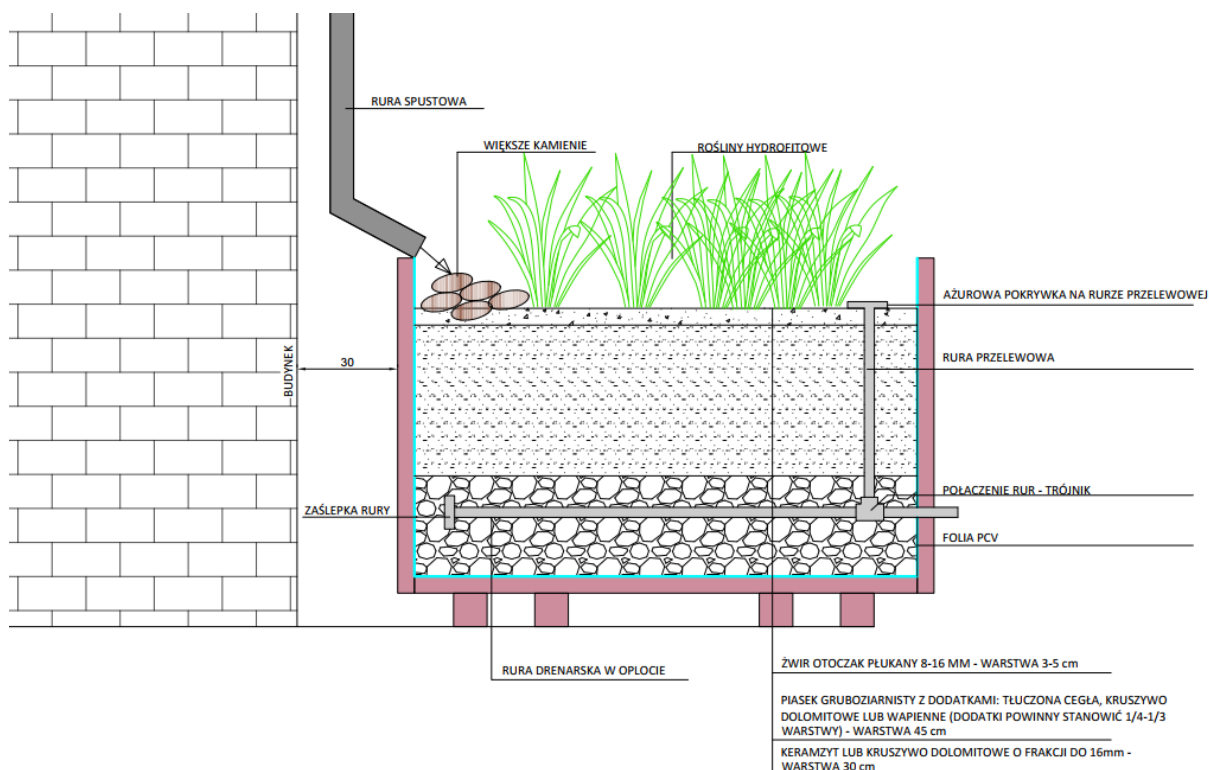 RURA SPUSTOWA
WIĘKSZE KAMIENIE
ROŚLINY HYDROFITOWE
AŻUROWA POKRYWKA NA RURZE PRZELEWOWEJ
BUDYNEK
30
RURA PRZELEWOWA
POŁACZENIE RUR - TRÓJNIK
ZAŚLEPKA RURY
FOLIA PCV
RURA DRENARSKA W OPLOCIE
ŻWIR OTOCZAK PŁUKANY 8-16 MM - WARSTWA 3-5 cm
PIASEK GRUBOZIARNISTY Z DODATKAMI: TŁUCZONA CEGŁA, KRUSZYWO
DOLOMITOWE LUB WAPIENNE (DODATKI POWINNY STANOWIĆ 1/4-1/3
WARSTWY) - WARSTWA 45 cm
KERAMZYT LUB KRUSZYWO DOLOMITOWE O FRAKCJI DO 16mm -
WARSTWA 30 cm